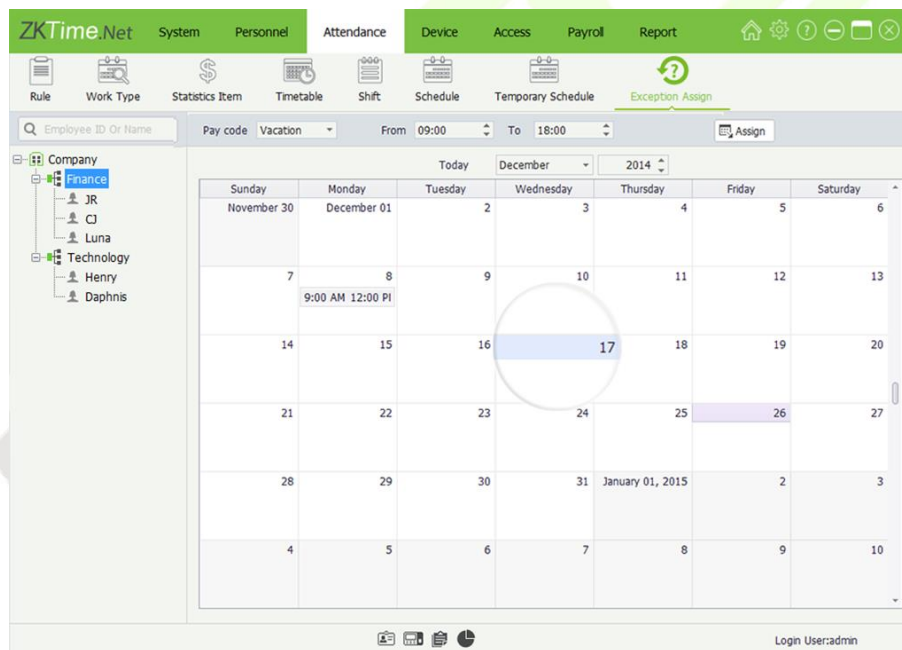 ZKTime.Net System Personnel Attendance Device Access Payroll Report
Rule Work Type Statistics Item Timetable Shift Schedule Temporary Schedule Exception Assign
Employee ID Or Name Pay code Vacation From 09:00 To 18:00 Assign
Company
Finance
JR
CJ
Luna
Technology
Henry
Daphnis
Today December 2014
Sunday Monday Tuesday Wednesday Thursday Friday Saturday
November 30 December 01 2 3 4 5 6
7 8 9 10 11 12 13
9:00 AM 12:00 PI
14 15 16 17 18 19 20
21 22 23 24 25 26 27
28 29 30 31 January 01, 2015 2 3
4 5 6 7 8 9 10
Login User:admin